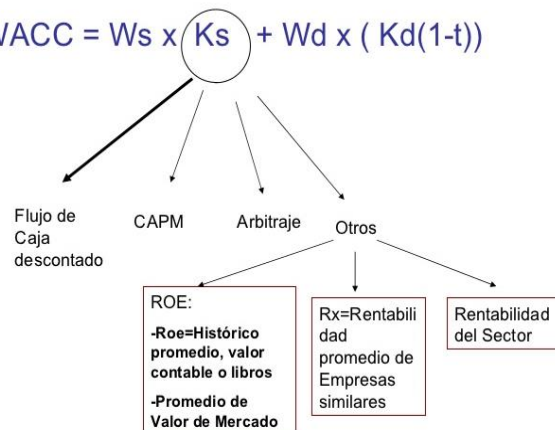 WACC = Ws x Ks + Wd x ( Kd(1-t))
Flujo de
Caja
descontado
CAPM
Arbitraje
Otros
ROE:
-Roe=Histórico
promedio, valor
contable o libros
-Promedio de
Valor de Mercado
Rx=Rentabili
dad
promedio de
Empresas
similares
Rentabilidad
del Sector